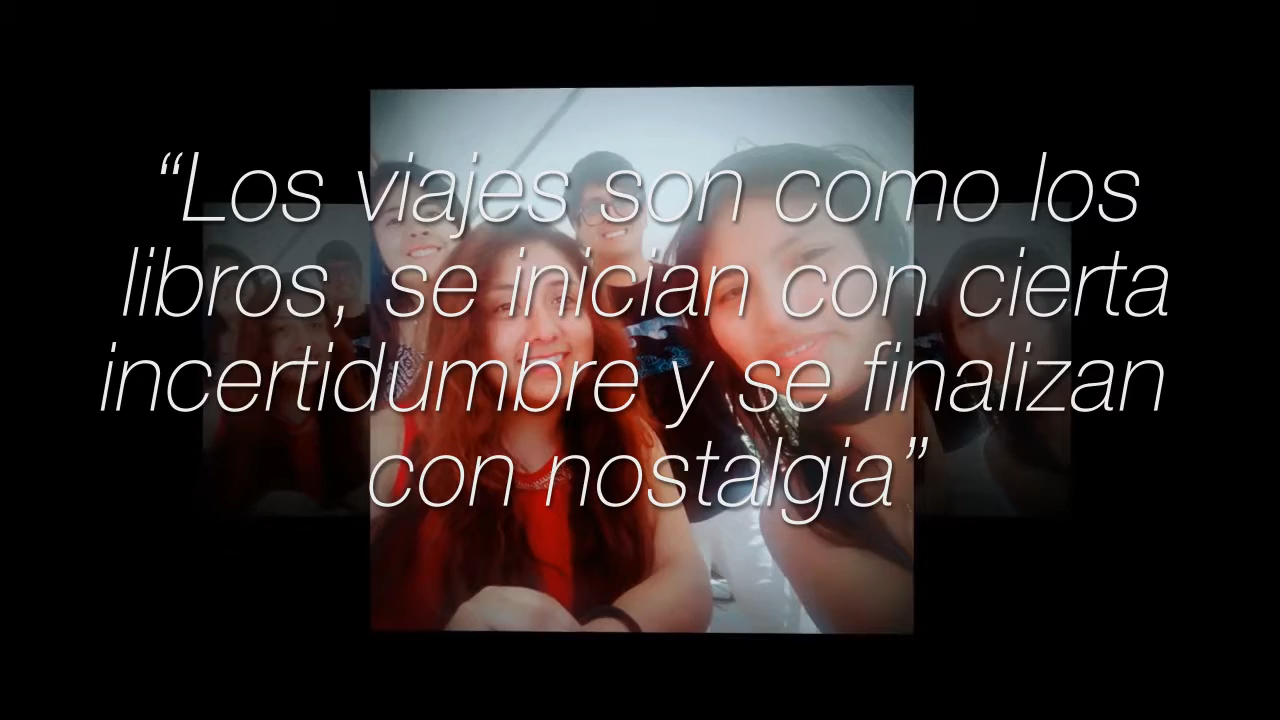 “Los viajes son como los
libros, se inician con cierta
incertidumbre y se finalizan
con nostalgia”